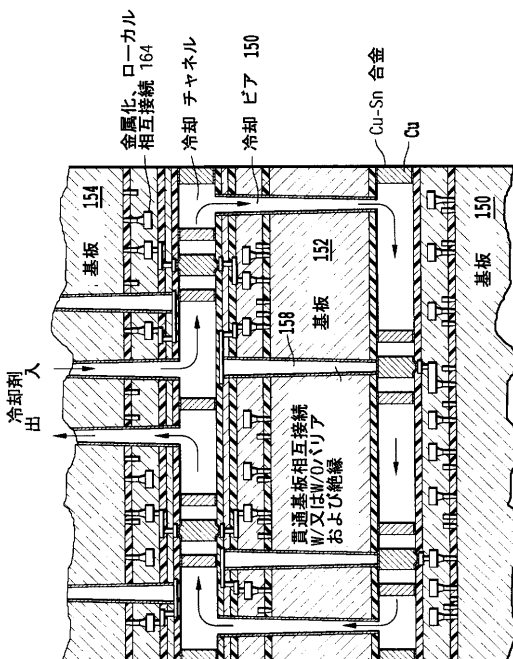 冷却剤
出 入
金属化、ローカル
相互接続 164
冷却 チャネル
冷却 ビア 150
Cu-Sn 合金
Cu
基板 154
基板 152
158
貫通基板相互接続
W/又はW/Oバリア
および絶縁
基板 150